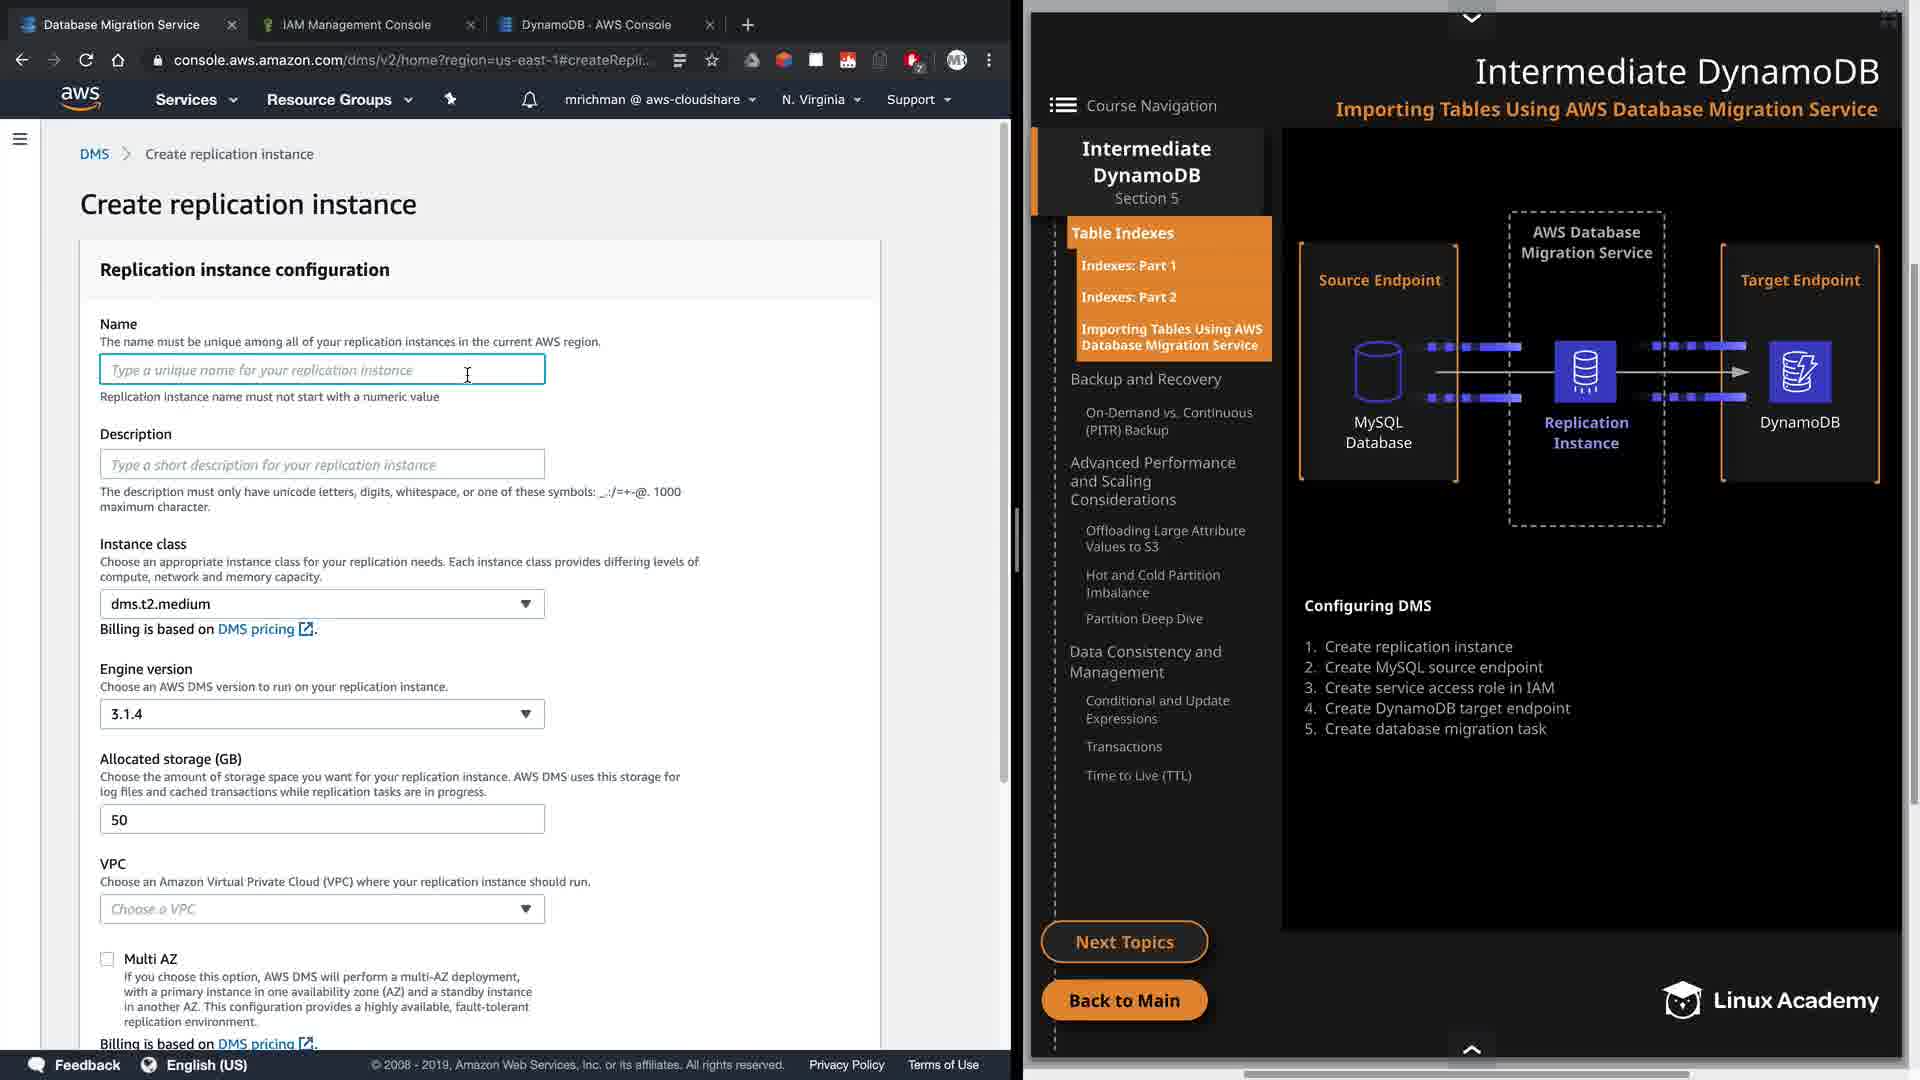 Database Migration Service
IAM Management Console
DynamoDB · AWS Console
console.aws.amazon.com/dms/v2/home?region=us-east-1#createRepli...
aws
Services
Resource Groups
mrichman @ aws-cloudshare
N. Virginia
Support
DMS
Create replication instance
Create replication instance
Replication instance configuration
Name
The name must be unique among all of your replication instances in the current AWS region.
Type a unique name for your replication instance
Replication instance name must not start with a numeric value
Description
Type a short description for your replication instance
The description must only have unicode letters, digits, whitespace, or one of these symbols: _.:/=+-@. 1000
maximum character.
Instance class
Choose an appropriate instance class for your replication needs. Each instance class provides differing levels of
compute, network and memory capacity.
dms.t2.medium
Billing is based on DMS pricing.
Engine version
Choose an AWS DMS version to run on your replication instance.
3.1.4
Allocated storage (GB)
Choose the amount of storage space you want for your replication instance. AWS DMS uses this storage for
log files and cached transactions while replication tasks are in progress.
50
VPC
Choose an Amazon Virtual Private Cloud (VPC) where your replication instance should run.
Choose a VPC
Multi AZ
If you choose this option, AWS DMS will perform a multi-AZ deployment,
with a primary instance in one availability zone (AZ) and a standby instance
in another AZ. This configuration provides a highly available, fault-tolerant
replication environment.
Billing is based on DMS pricing.
Feedback
English (US)
© 2008 - 2019, Amazon Web Services, Inc. or its affiliates. All rights reserved.
Privacy Policy
Terms of Use
Intermediate DynamoDB
Importing Tables Using AWS Database Migration Service
Course Navigation
Intermediate
DynamoDB
Section 5
Table Indexes
Indexes: Part 1
Indexes: Part 2
Importing Tables Using AWS
Database Migration Service
Backup and Recovery
On-Demand vs. Continuous
(PITR) Backup
Advanced Performance
and Scaling
Considerations
Offloading Large Attribute
Values to S3
Hot and Cold Partition
Imbalance
Partition Deep Dive
Data Consistency and
Management
Conditional and Update
Expressions
Transactions
Time to Live (TTL)
Next Topics
Back to Main
Source Endpoint
MySQL
Database
AWS Database
Migration Service
Replication
Instance
Target Endpoint
DynamoDB
Configuring DMS
1. Create replication instance
2. Create MySQL source endpoint
3. Create service access role in IAM
4. Create DynamoDB target endpoint
5. Create database migration task
Linux Academy